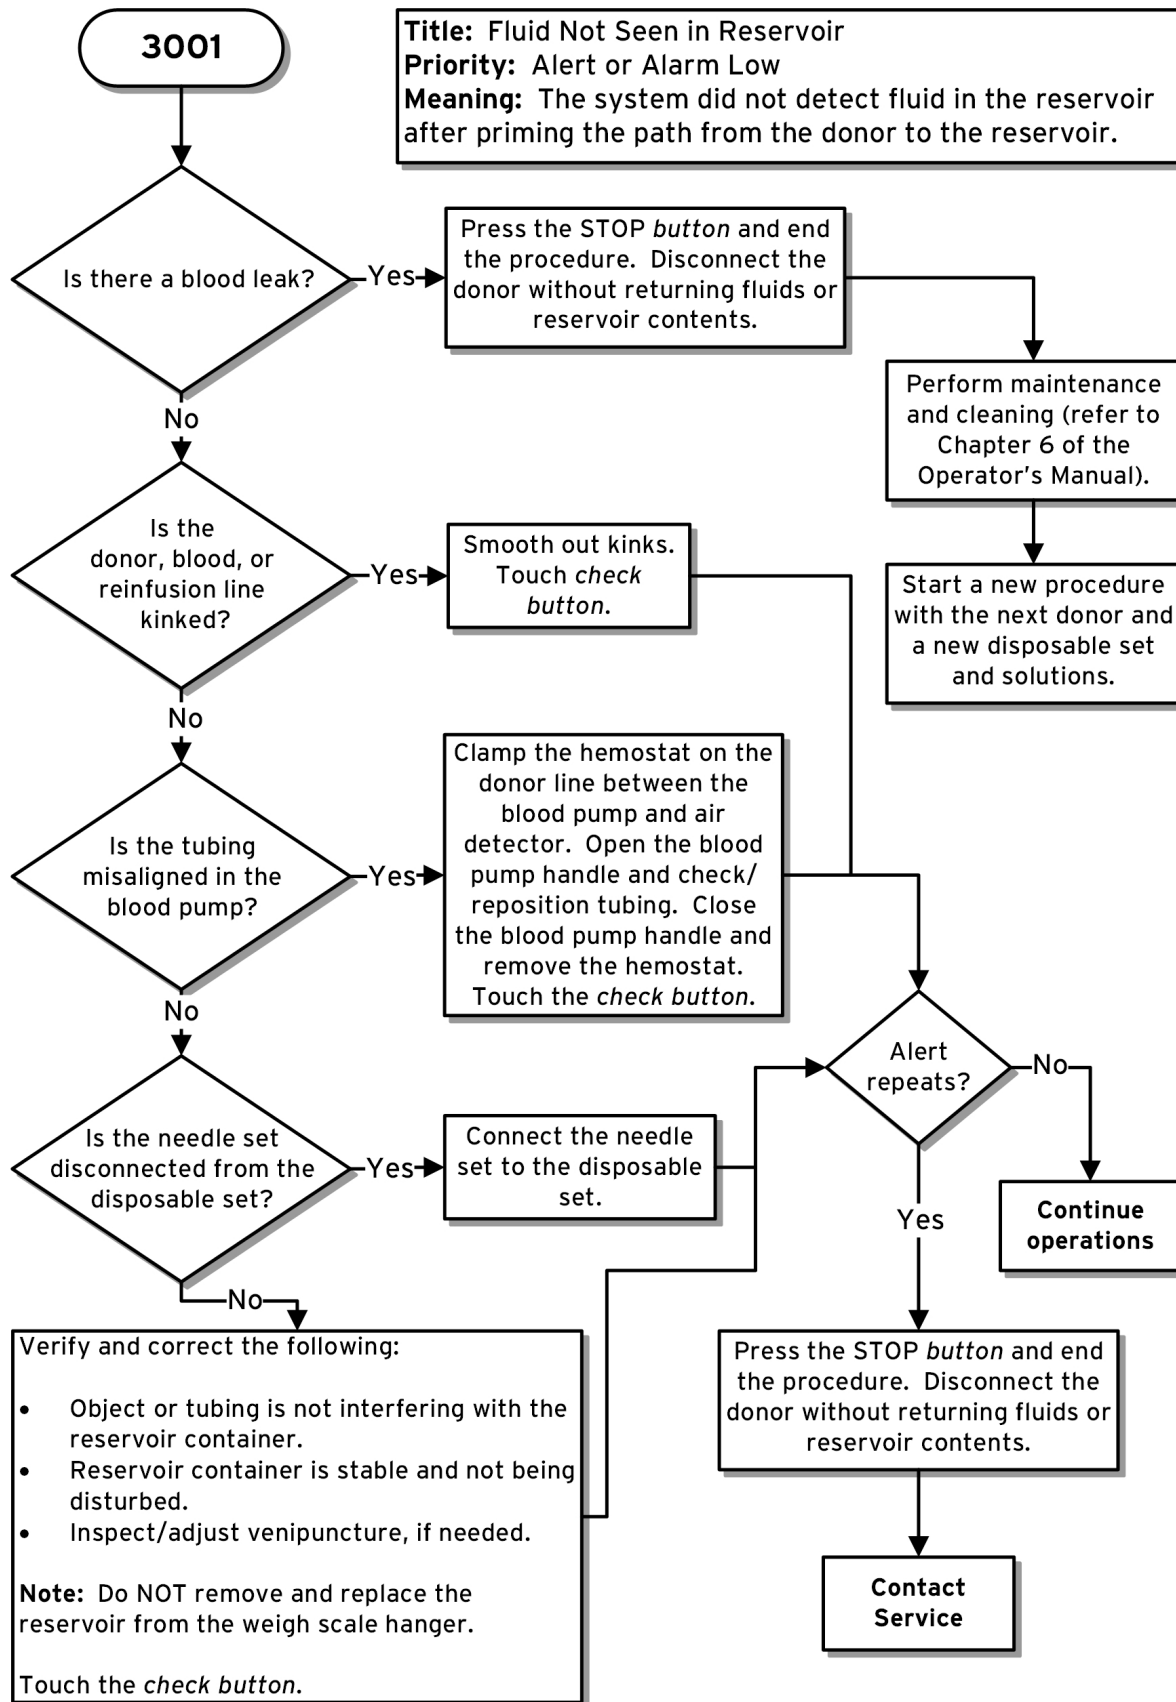 3001
Title: Fluid Not Seen in Reservoir
Priority: Alert or Alarm Low
Meaning: The system did not detect fluid in the reservoir
after priming the path from the donor to the reservoir.
Is there a blood leak?
Yes
Press the STOP button and end
the procedure. Disconnect the
donor without returning fluids or
reservoir contents.
Perform maintenance
and cleaning (refer to
Chapter 6 of the
Operator's Manual).
Start a new procedure
with the next donor and
a new disposable set
and solutions.
No
Is the
donor, blood, or
reinfusion line
kinked?
Yes
Smooth out kinks.
Touch check
button.
No
Is the tubing
misaligned in the
blood pump?
Yes
Clamp the hemostat on the
donor line between the
blood pump and air
detector. Open the blood
pump handle and check/
reposition tubing. Close
the blood pump handle and
remove the hemostat.
Touch the check button.
No
Is the needle set
disconnected from the
disposable set?
Yes
Connect the needle
set to the disposable
set.
No
Verify and correct the following:
• Object or tubing is not interfering with the
reservoir container.
• Reservoir container is stable and not being
disturbed.
• Inspect/adjust venipuncture, if needed.
Note: Do NOT remove and replace the
reservoir from the weigh scale hanger.
Touch the check button.
Alert
repeats?
No
Continue
operations
Yes
Press the STOP button and end
the procedure. Disconnect the
donor without returning fluids or
reservoir contents.
Contact
Service